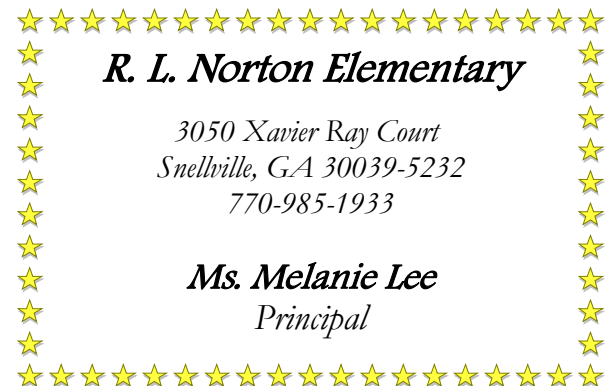 R. L. Norton Elementary
3050 Xavier Ray Court
Snellville, GA 30039-5232
770-985-1933
Ms. Melanie Lee
Principal